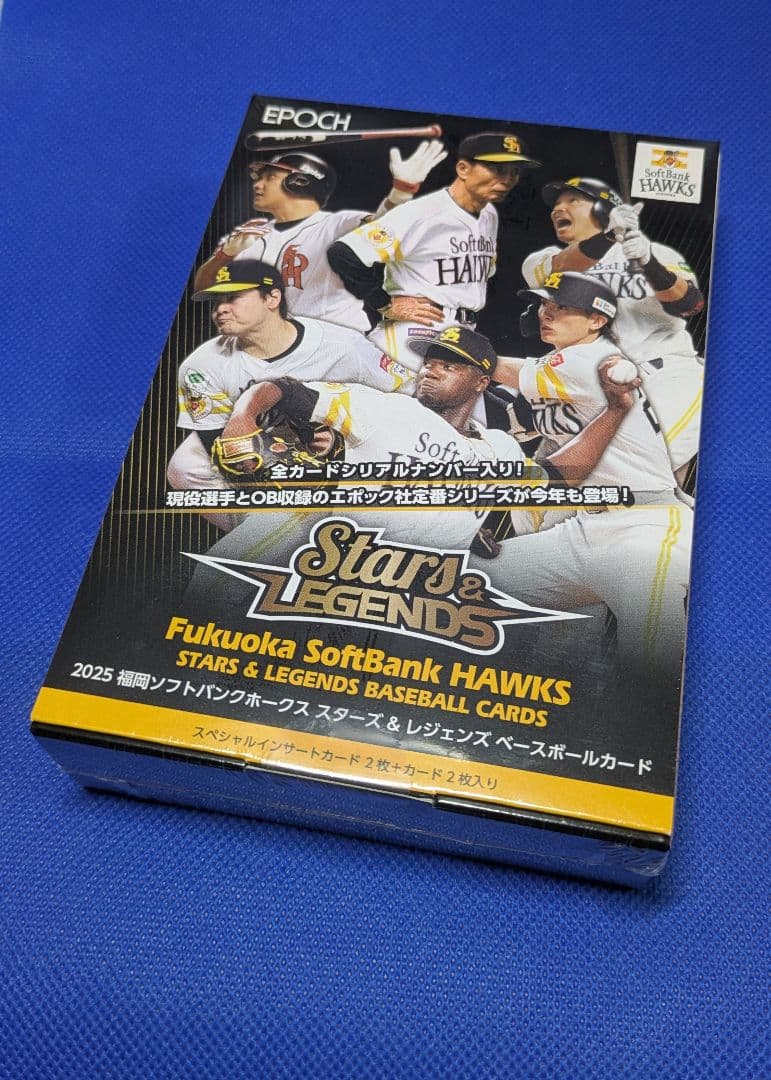 EPOCH
SoftBank
HAWKS
SoftBank
HAWKS
全カードシリアルナンバー入り!
現役選手とOB収録のエポック社定番シリーズが今年も登場!
Stars &
LEGENDS
Fukuoka SoftBank HAWKS
STARS & LEGENDS BASEBALL CARDS
2025 福岡ソフトバンクホークス スターズ & レジェンズ ベースボールカード
スペシャルインサートカード 2枚+カード 2枚入り